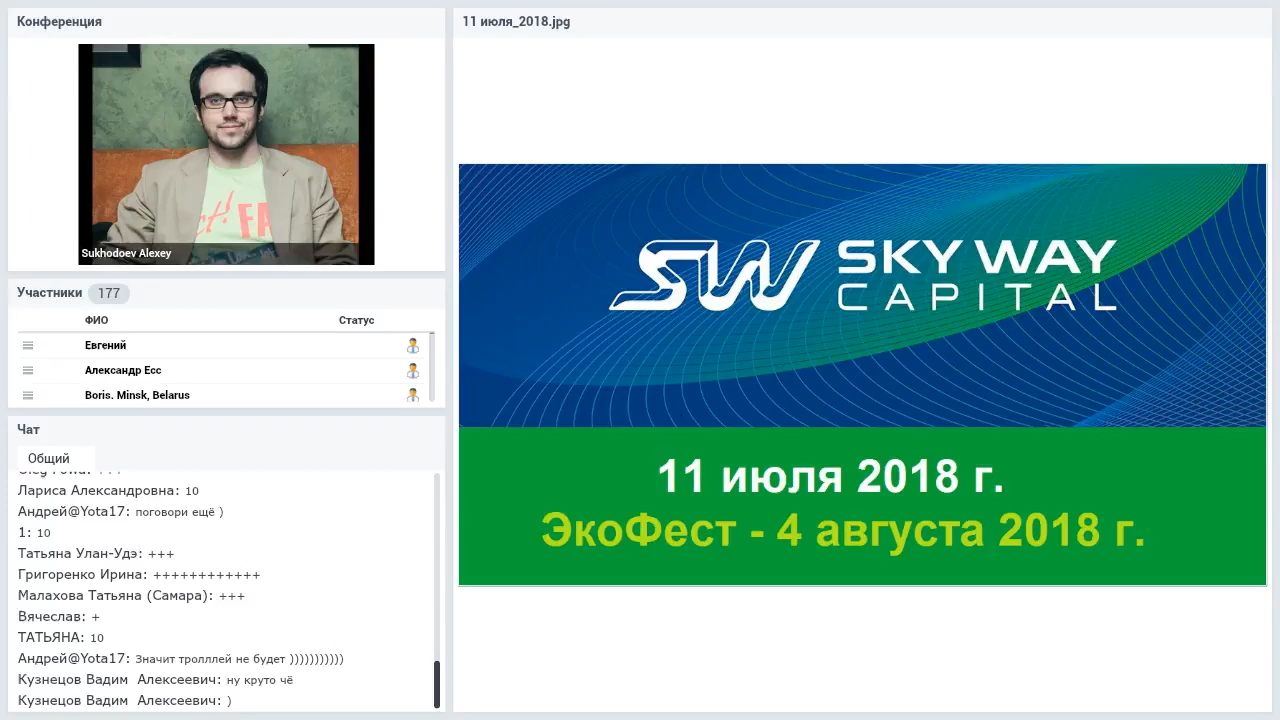 Конференция
Sukhodoev Alexey
Участники 177
ФИО Статус
Евгений
Александр Есс
Boris. Minsk, Belarus
Чат
Общий
Лариса Александровна: 10
Андрей@Yota17: поговори ещё )
1: 10
Татьяна Улан-Удэ: +++
Григоренко Ирина: ++++++++++++
Малахова Татьяна (Самара): +++
Вячеслав: +
ТАТЬЯНА: 10
Андрей@Yota17: Значит тролллей не будет )))))))))))
Кузнецов Вадим  Алексеевич: ну круто чё
Кузнецов Вадим  Алексеевич: )
11 июля_2018.jpg
SW SKY WAY
CAPITAL
11 июля 2018 г.
ЭкоФест - 4 августа 2018 г.